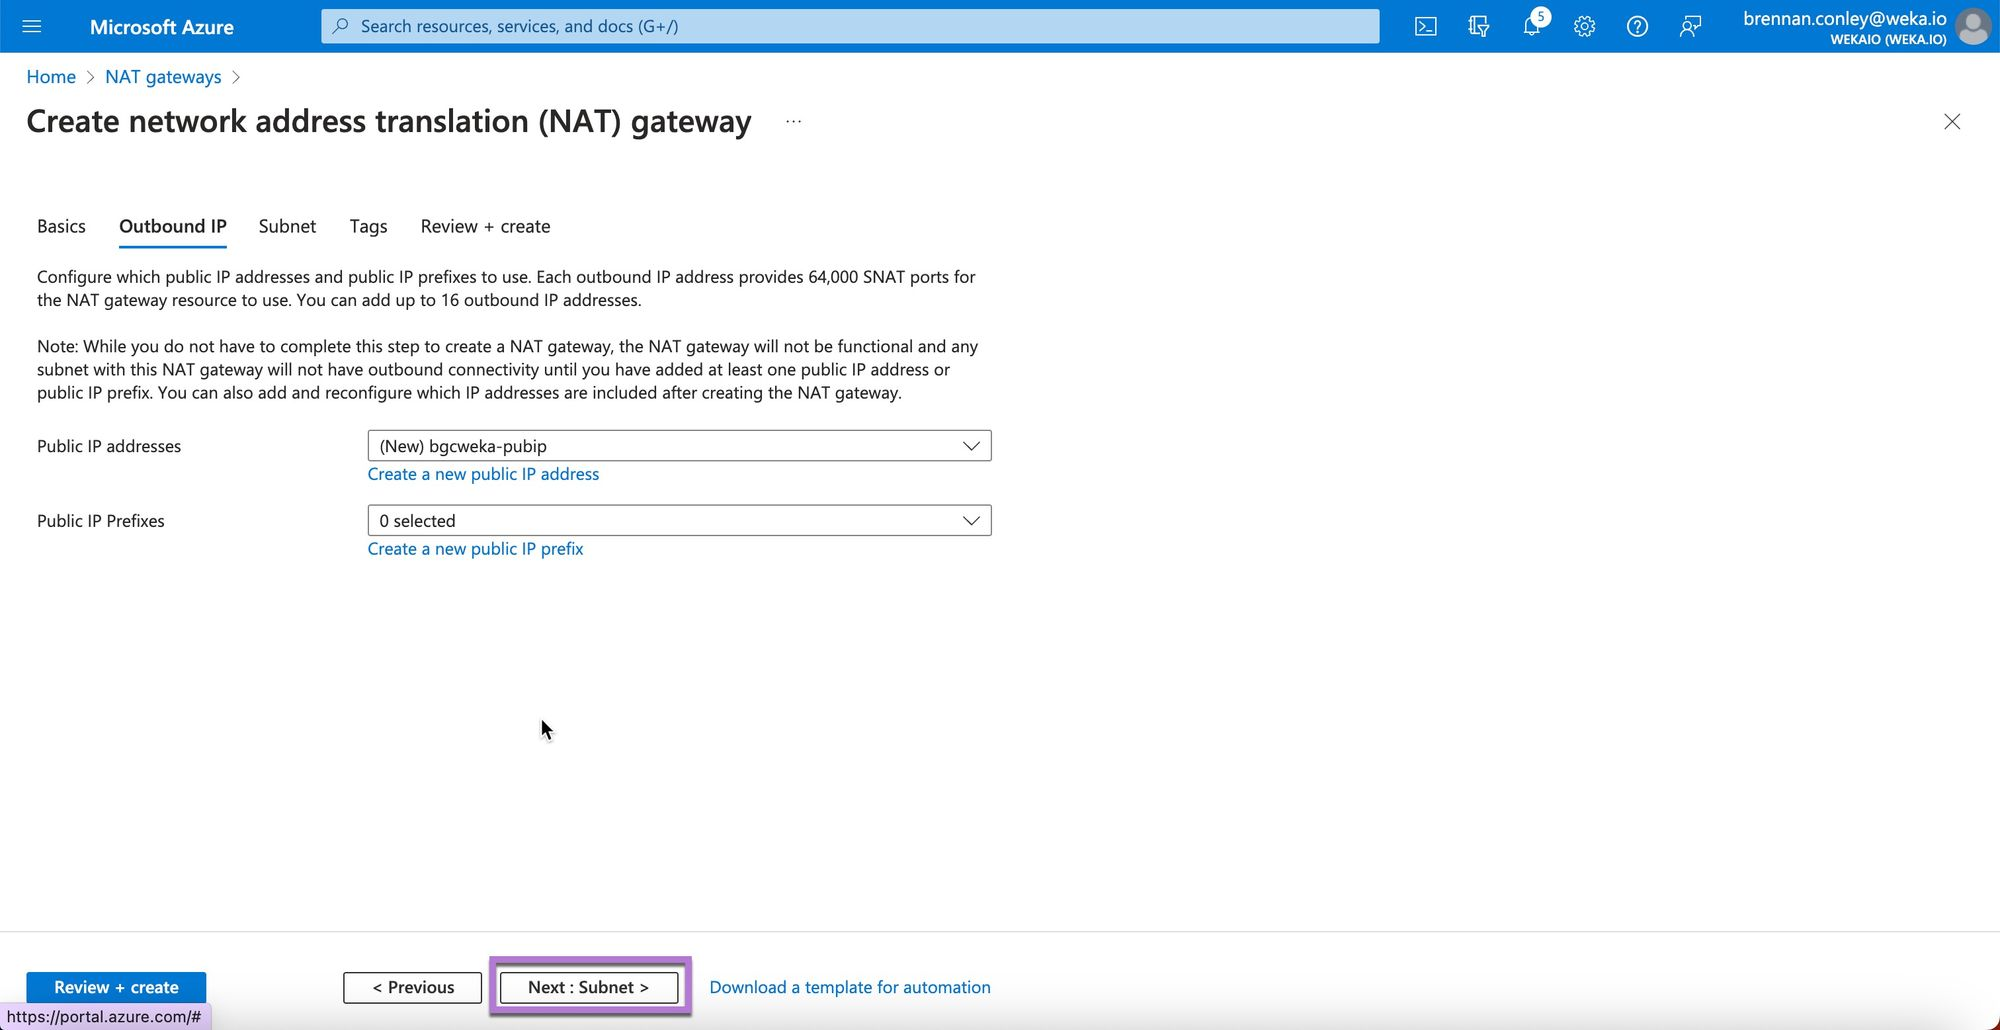 Microsoft Azure
Search resources, services, and docs (G+/)
5
brennan.conley@weka.io
WEKAIO (WEKA.IO)
Home > NAT gateways >
Create network address translation (NAT) gateway ...
Basics Outbound IP Subnet Tags Review + create
Configure which public IP addresses and public IP prefixes to use. Each outbound IP address provides 64,000 SNAT ports for
the NAT gateway resource to use. You can add up to 16 outbound IP addresses.
Note: While you do not have to complete this step to create a NAT gateway, the NAT gateway will not be functional and any
subnet with this NAT gateway will not have outbound connectivity until you have added at least one public IP address or
public IP prefix. You can also add and reconfigure which IP addresses are included after creating the NAT gateway.
Public IP addresses (New) bgcweka-pubip
Create a new public IP address
Public IP Prefixes 0 selected
Create a new public IP prefix
Review + create < Previous Next : Subnet > Download a template for automation
https://portal.azure.com/#